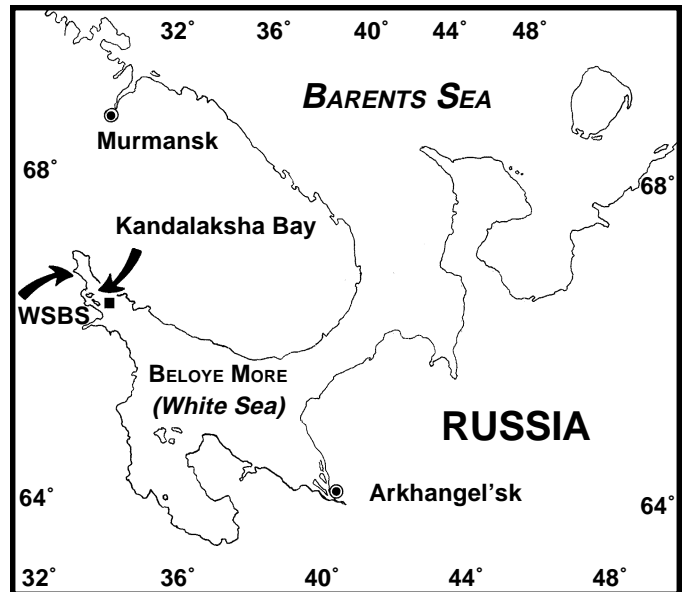 32˚ 36˚ 40˚ 44˚ 48˚
BARENTS SEA
Murmansk
68˚ 68˚
Kandalaksha Bay
WSBS
BELOYE MORE
(White Sea)
RUSSIA
Arkhangel'sk
64˚ 64˚
32˚ 36˚ 40˚ 44˚ 48˚